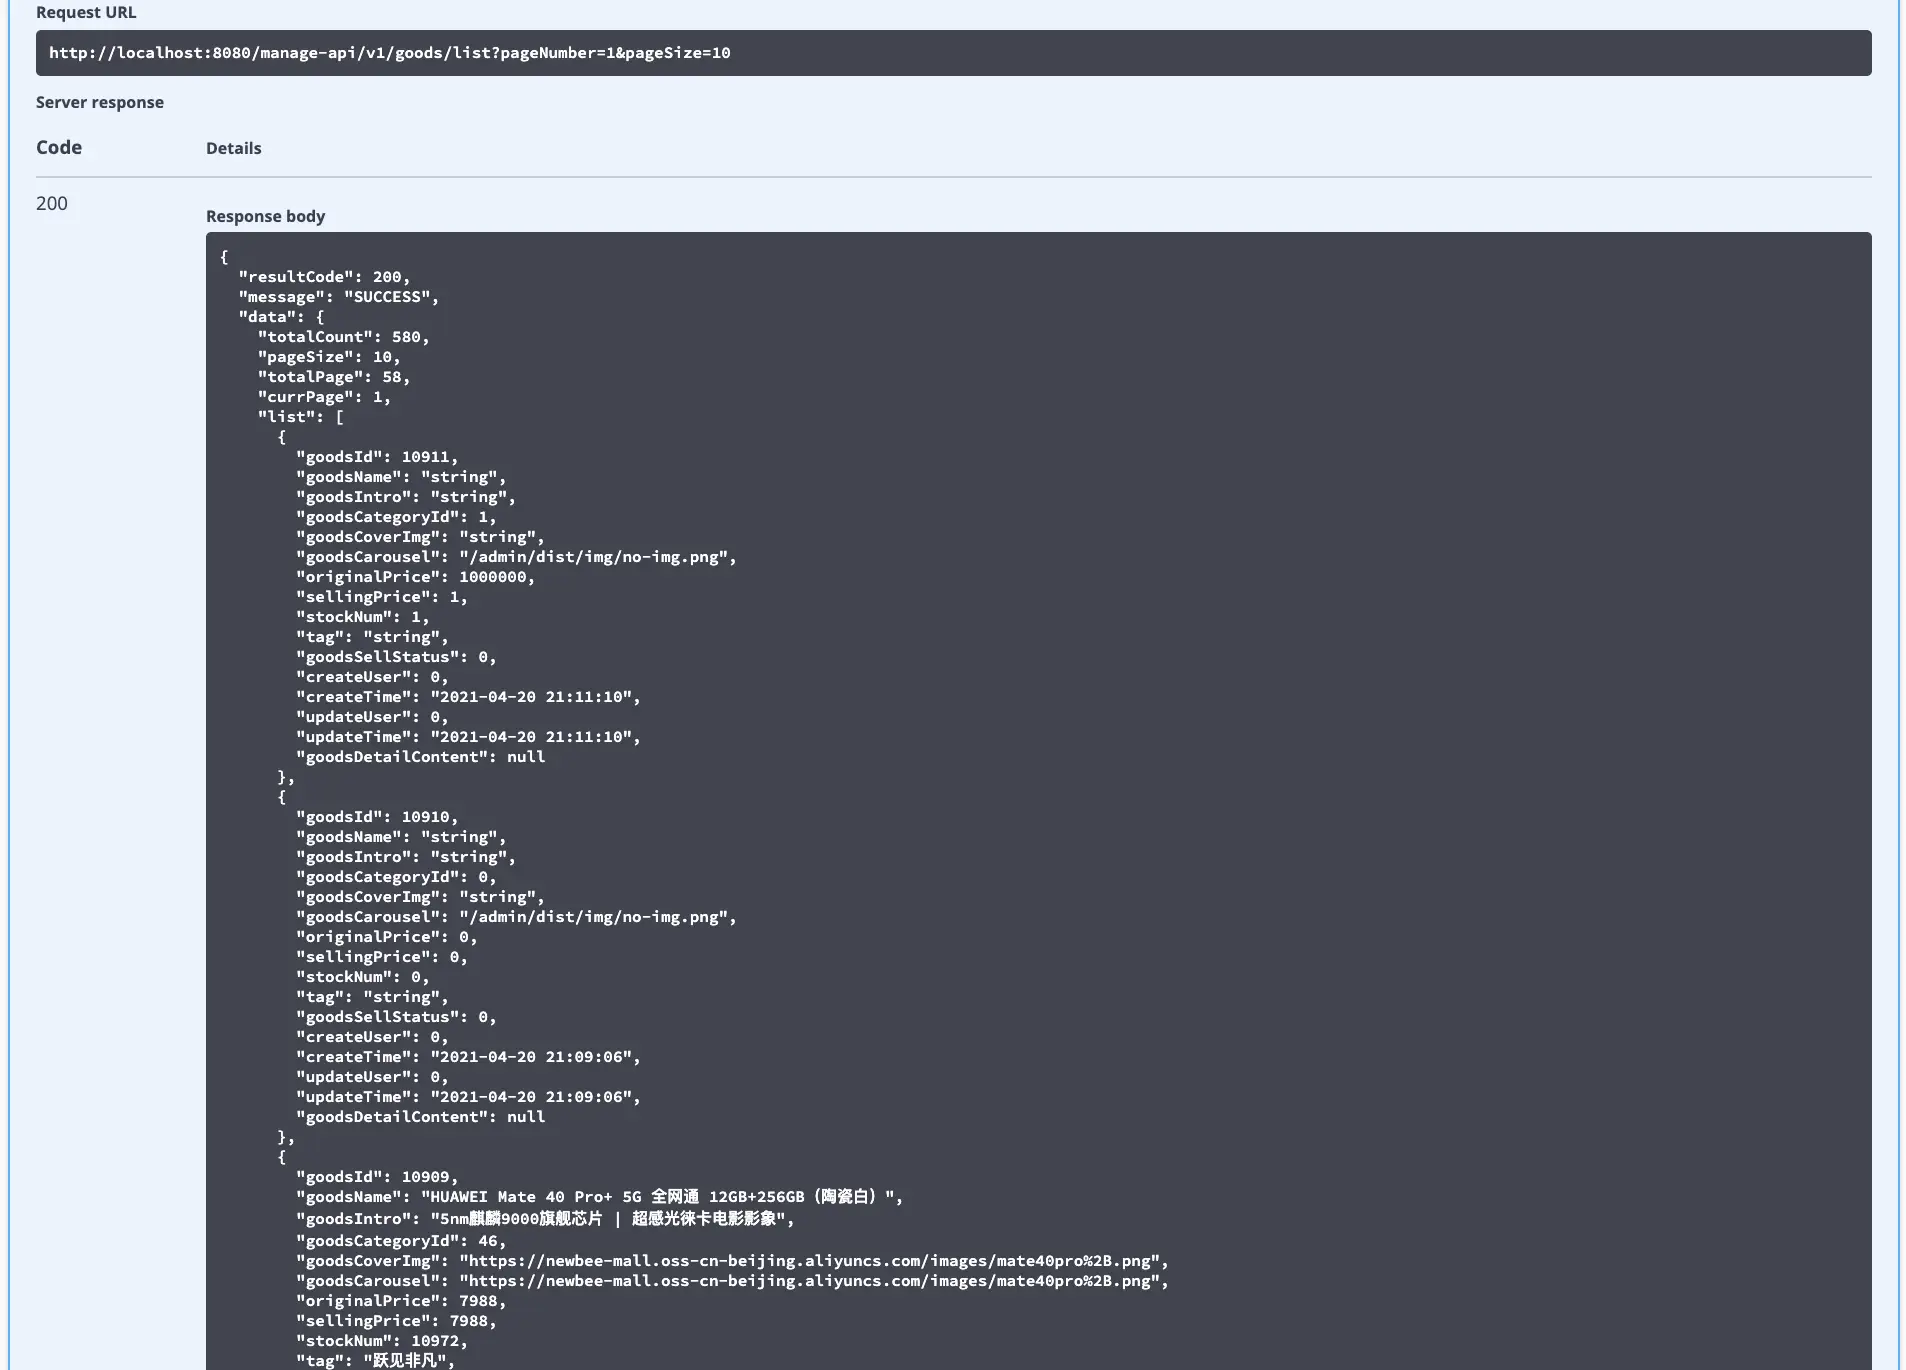 Request URL
http://localhost:8080/manage-api/v1/goods/list?pageNumber=1&pageSize=10
Server response
Code Details
200
Response body
{
  "resultCode": 200,
  "message": "SUCCESS",
  "data": {
    "totalCount": 580,
    "pageSize": 10,
    "totalPage": 58,
    "currPage": 1,
    "list": [
      {
        "goodsId": 10911,
        "goodsName": "string",
        "goodsIntro": "string",
        "goodsCategoryId": 1,
        "goodsCoverImg": "string",
        "goodsCarousel": "/admin/dist/img/no-img.png",
        "originalPrice": 1000000,
        "sellingPrice": 1,
        "stockNum": 1,
        "tag": "string",
        "goodsSellStatus": 0,
        "createUser": 0,
        "createTime": "2021-04-20 21:11:10",
        "updateUser": 0,
        "updateTime": "2021-04-20 21:11:10",
        "goodsDetailContent": null
      },
      {
        "goodsId": 10910,
        "goodsName": "string",
        "goodsIntro": "string",
        "goodsCategoryId": 0,
        "goodsCoverImg": "string",
        "goodsCarousel": "/admin/dist/img/no-img.png",
        "originalPrice": 0,
        "sellingPrice": 0,
        "stockNum": 0,
        "tag": "string",
        "goodsSellStatus": 0,
        "createUser": 0,
        "createTime": "2021-04-20 21:09:06",
        "updateUser": 0,
        "updateTime": "2021-04-20 21:09:06",
        "goodsDetailContent": null
      },
      {
        "goodsId": 10909,
        "goodsName": "HUAWEI Mate 40 Pro+ 5G 全网通 12GB+256GB（陶瓷白）",
        "goodsIntro": "5nm麒麟9000旗舰芯片 | 超感光徕卡电影影象",
        "goodsCategoryId": 46,
        "goodsCoverImg": "https://newbee-mall.oss-cn-beijing.aliyuncs.com/images/mate40pro%2B.png",
        "goodsCarousel": "https://newbee-mall.oss-cn-beijing.aliyuncs.com/images/mate40pro%2B.png",
        "originalPrice": 7988,
        "sellingPrice": 7988,
        "stockNum": 10972,
        "tag": "跃见非凡",